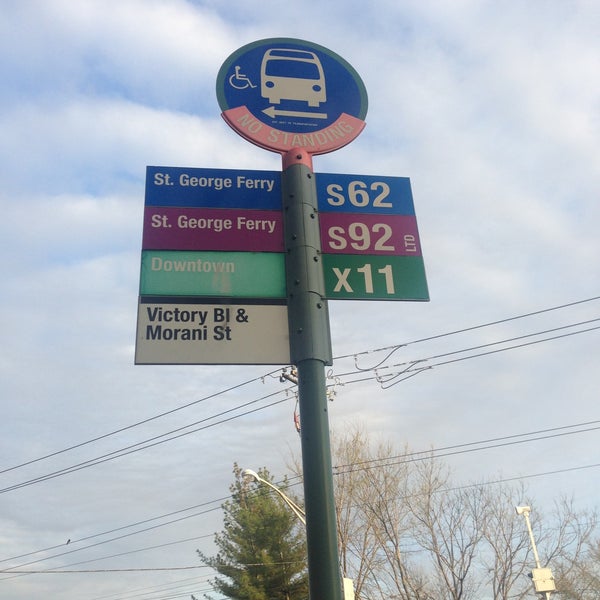 NO STANDING
St. George Ferry s62
St. George Ferry s92 LTD
Downtown x11
Victory Bl &
Morani St